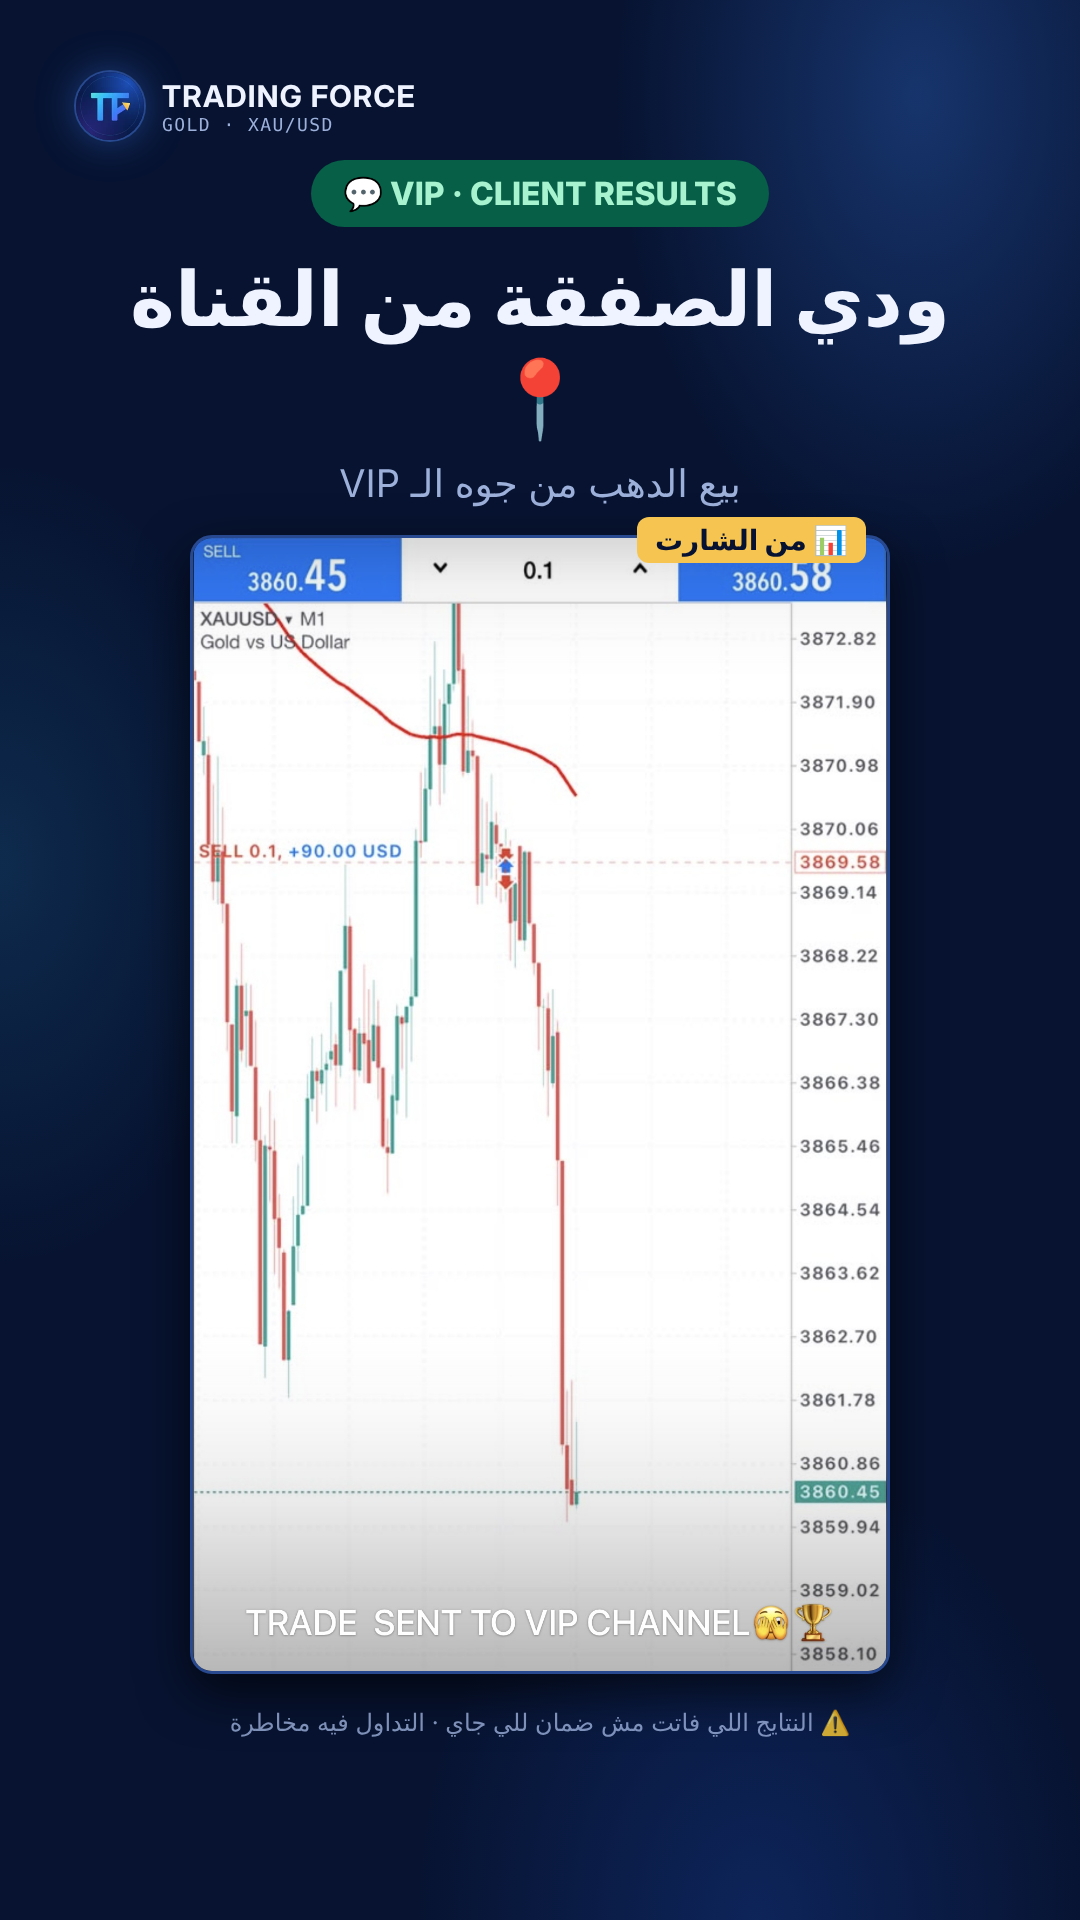 TRADING FORCE
GOLD · XAU/USD
💬 VIP · CLIENT RESULTS
ودي الصفقة من القناة
📍
بيع الدهب من جوه الـ VIP
📊 من الشارت
SELL
3860.45
0.1
3860.58
XAUUSD ▾ M1
Gold vs US Dollar
3872.82
3871.90
3870.98
3870.06
SELL 0.1, +90.00 USD
3869.58
3869.14
3868.22
3867.30
3866.38
3865.46
3864.54
3863.62
3862.70
3861.78
3860.86
3860.45
3859.94
3859.02
TRADE SENT TO VIP CHANNEL🫣🏆
3858.10
⚠️ النتايج اللي فاتت مش ضمان للي جاي · التداول فيه مخاطرة